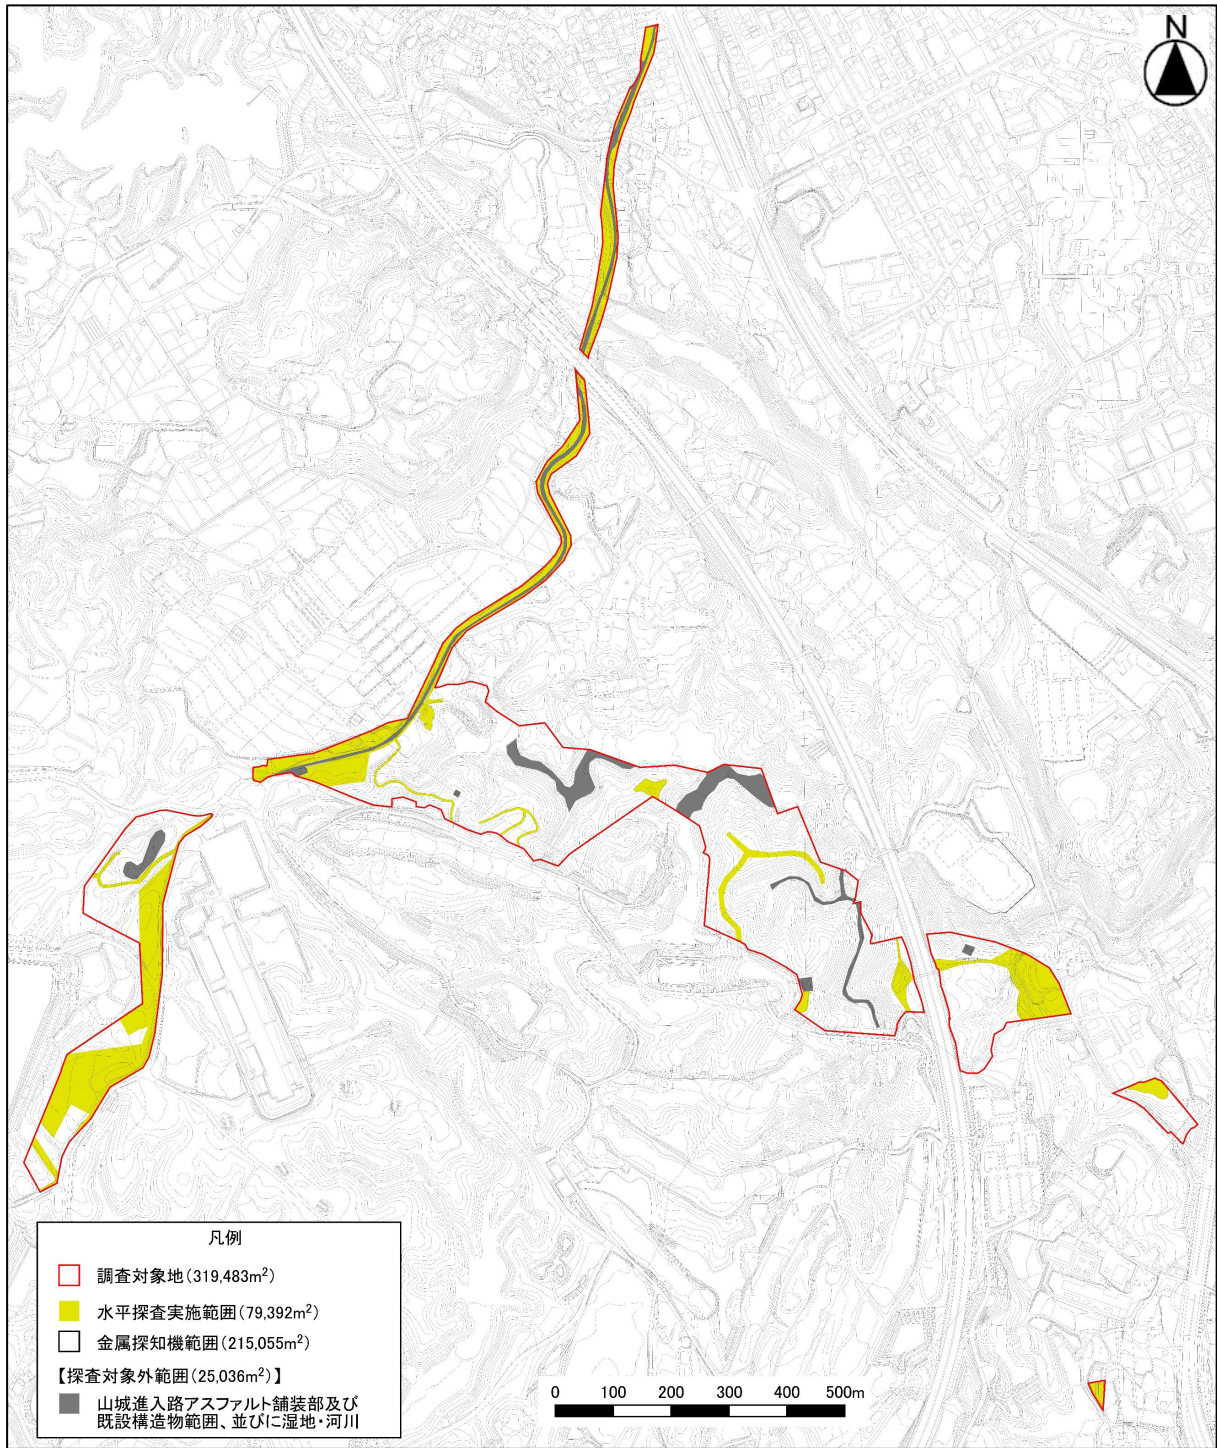 N
凡例
調査対象地(319,483m²)
水平探査実施範囲(79,392m²)
金属探知機範囲(215,055m²)
【探査対象外範囲(25,036m²)】
山城進入路アスファルト舗装部及び
既設構造物範囲、並びに湿地・河川
0 100 200 300 400 500m